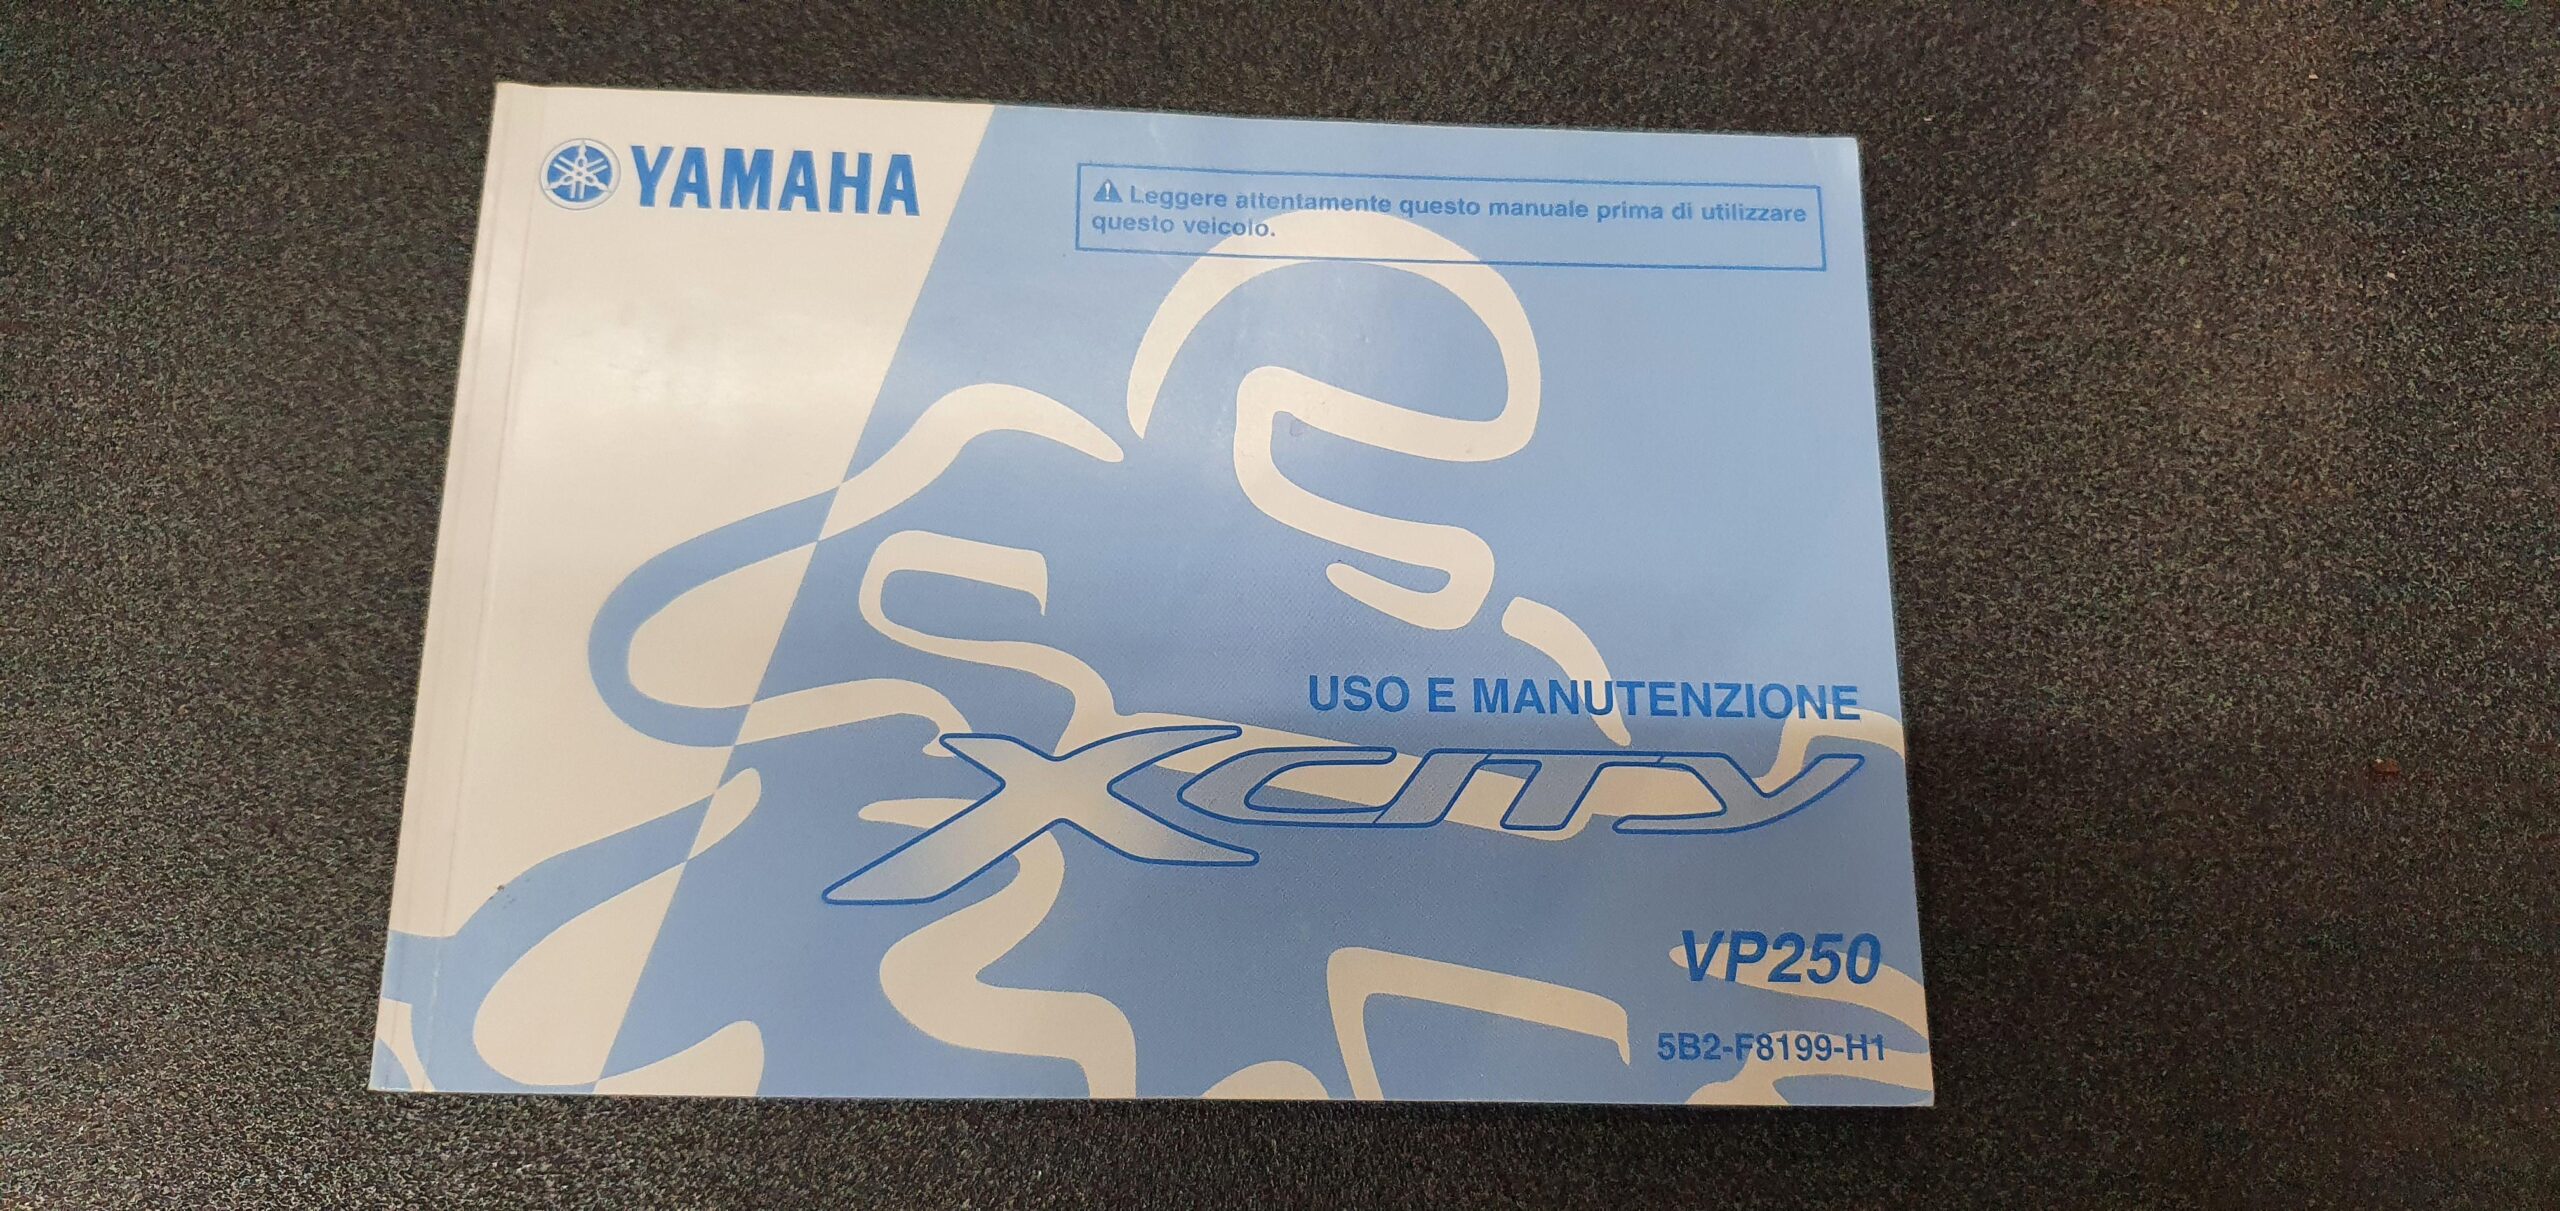 YAMAHA
⚠ Leggere attentamente questo manuale prima di utilizzare
questo veicolo.
USO E MANUTENZIONE
XCITY
VP250
5B2-F8199-H1